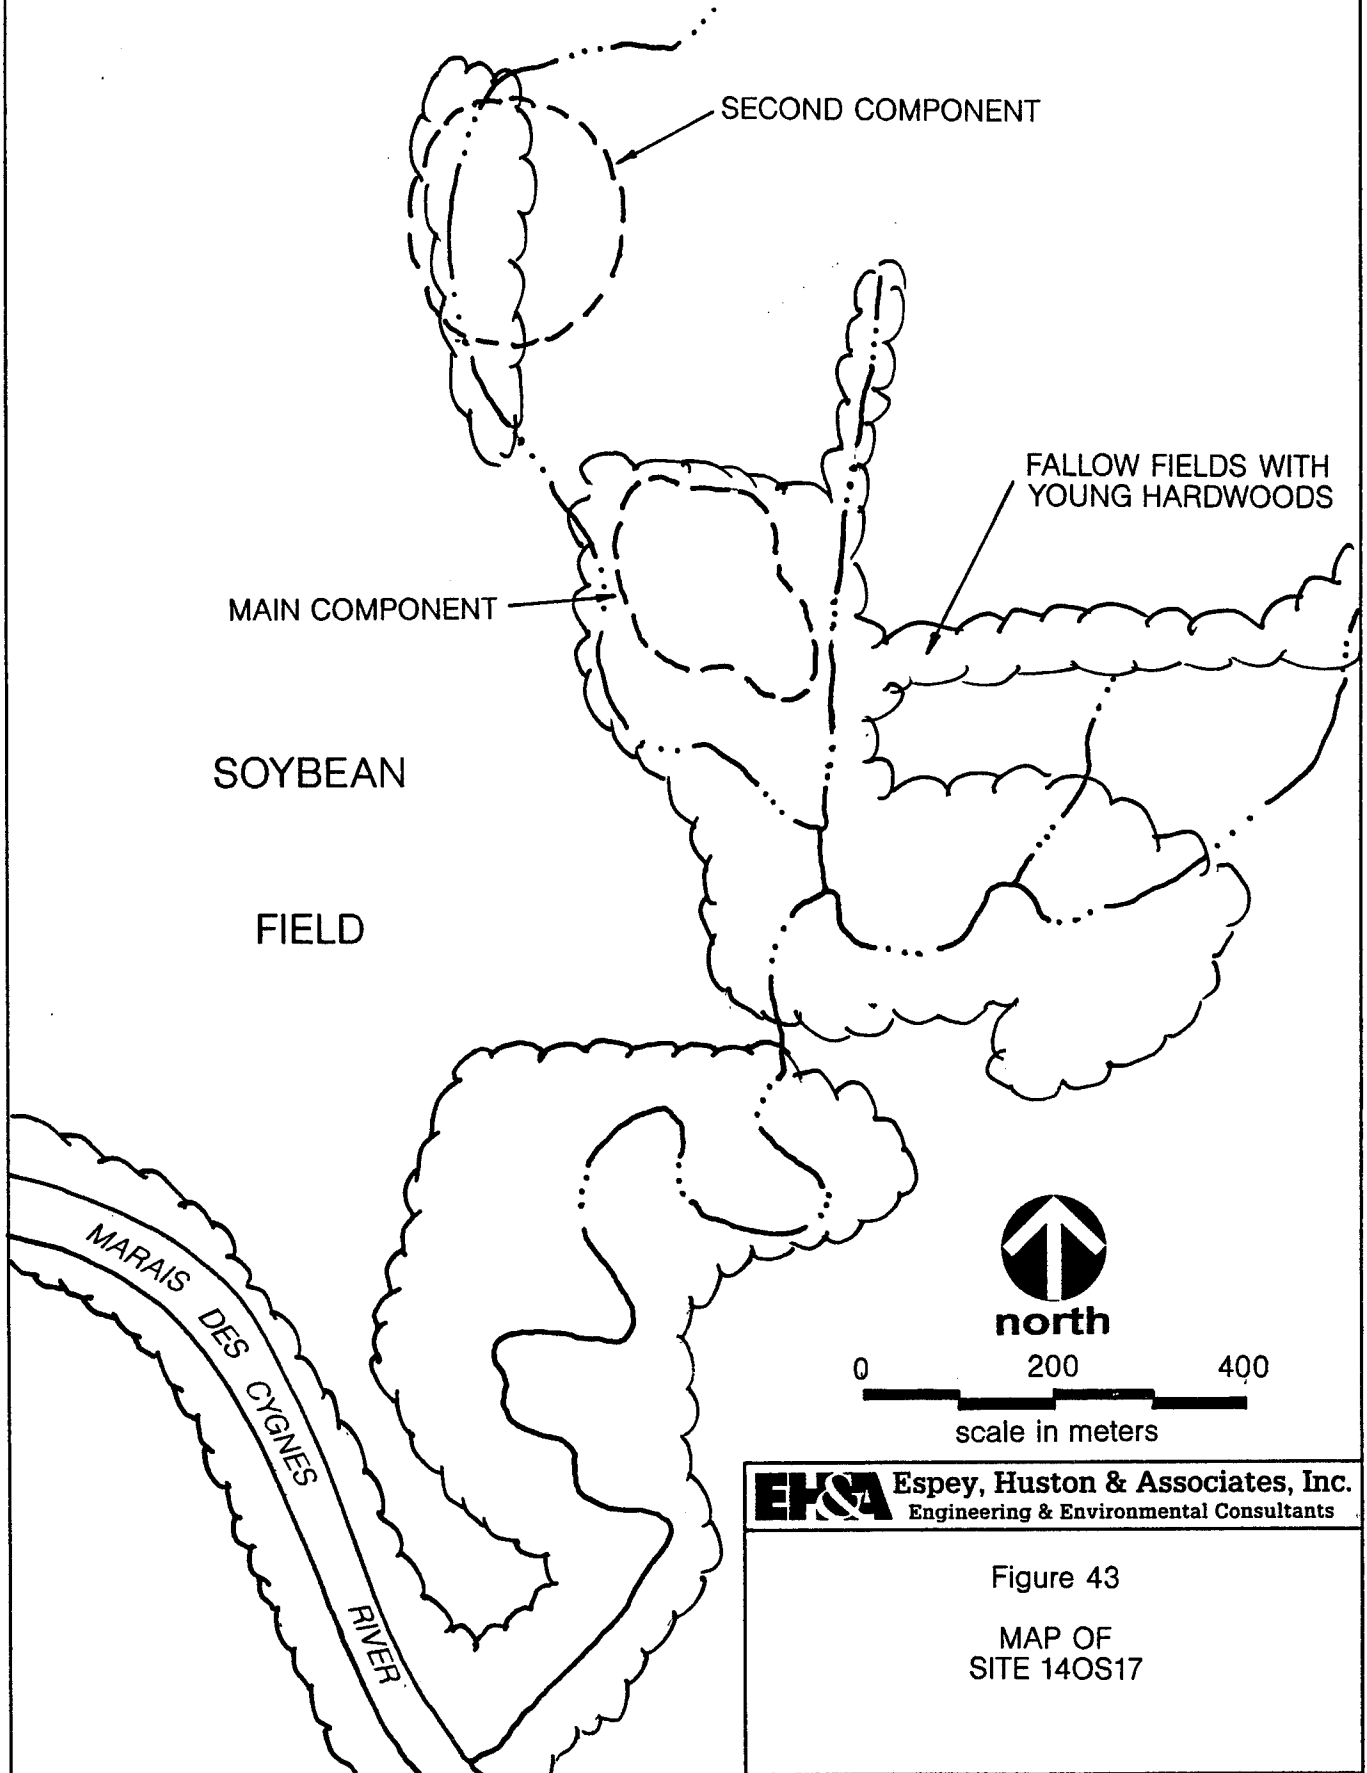 SECOND COMPONENT
FALLOW FIELDS WITH
YOUNG HARDWOODS
MAIN COMPONENT
SOYBEAN
FIELD
MARAIS DES CYGNES RIVER
north
0 200 400
scale in meters
EH&A Espey, Huston & Associates, Inc.
Engineering & Environmental Consultants
Figure 43
MAP OF
SITE 14OS17